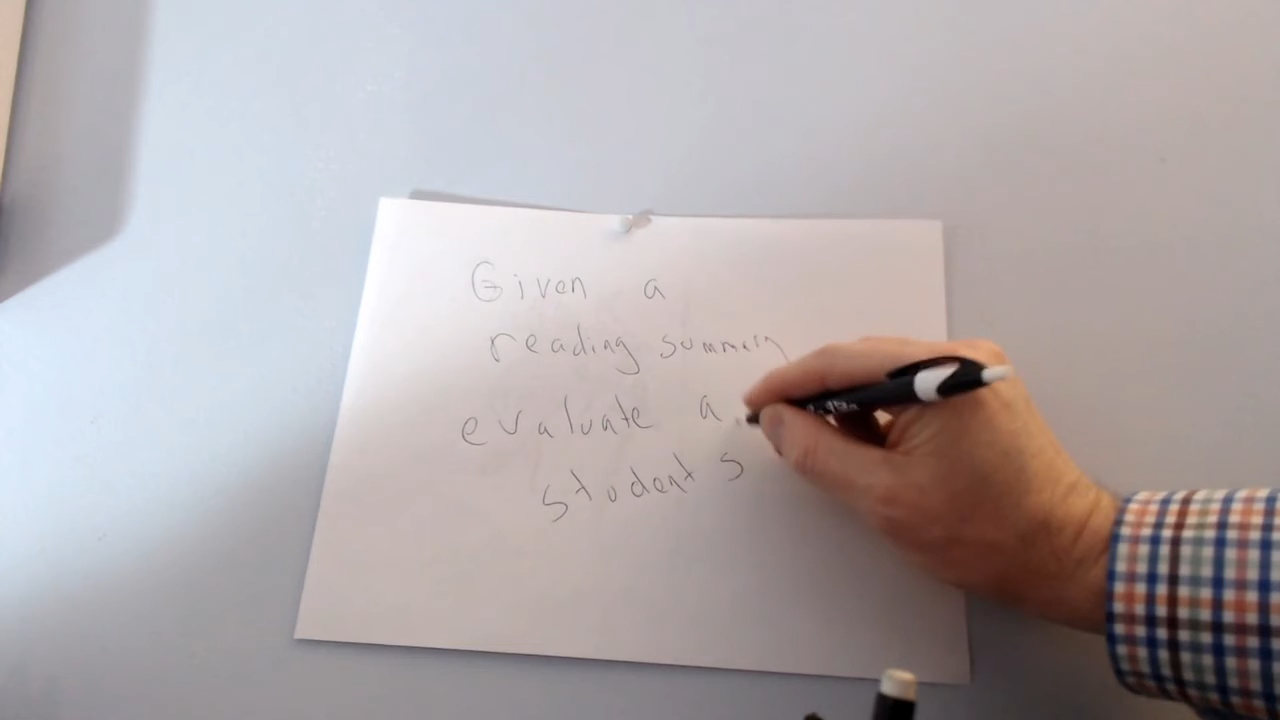 Given a
reading summary
evaluate a
student s